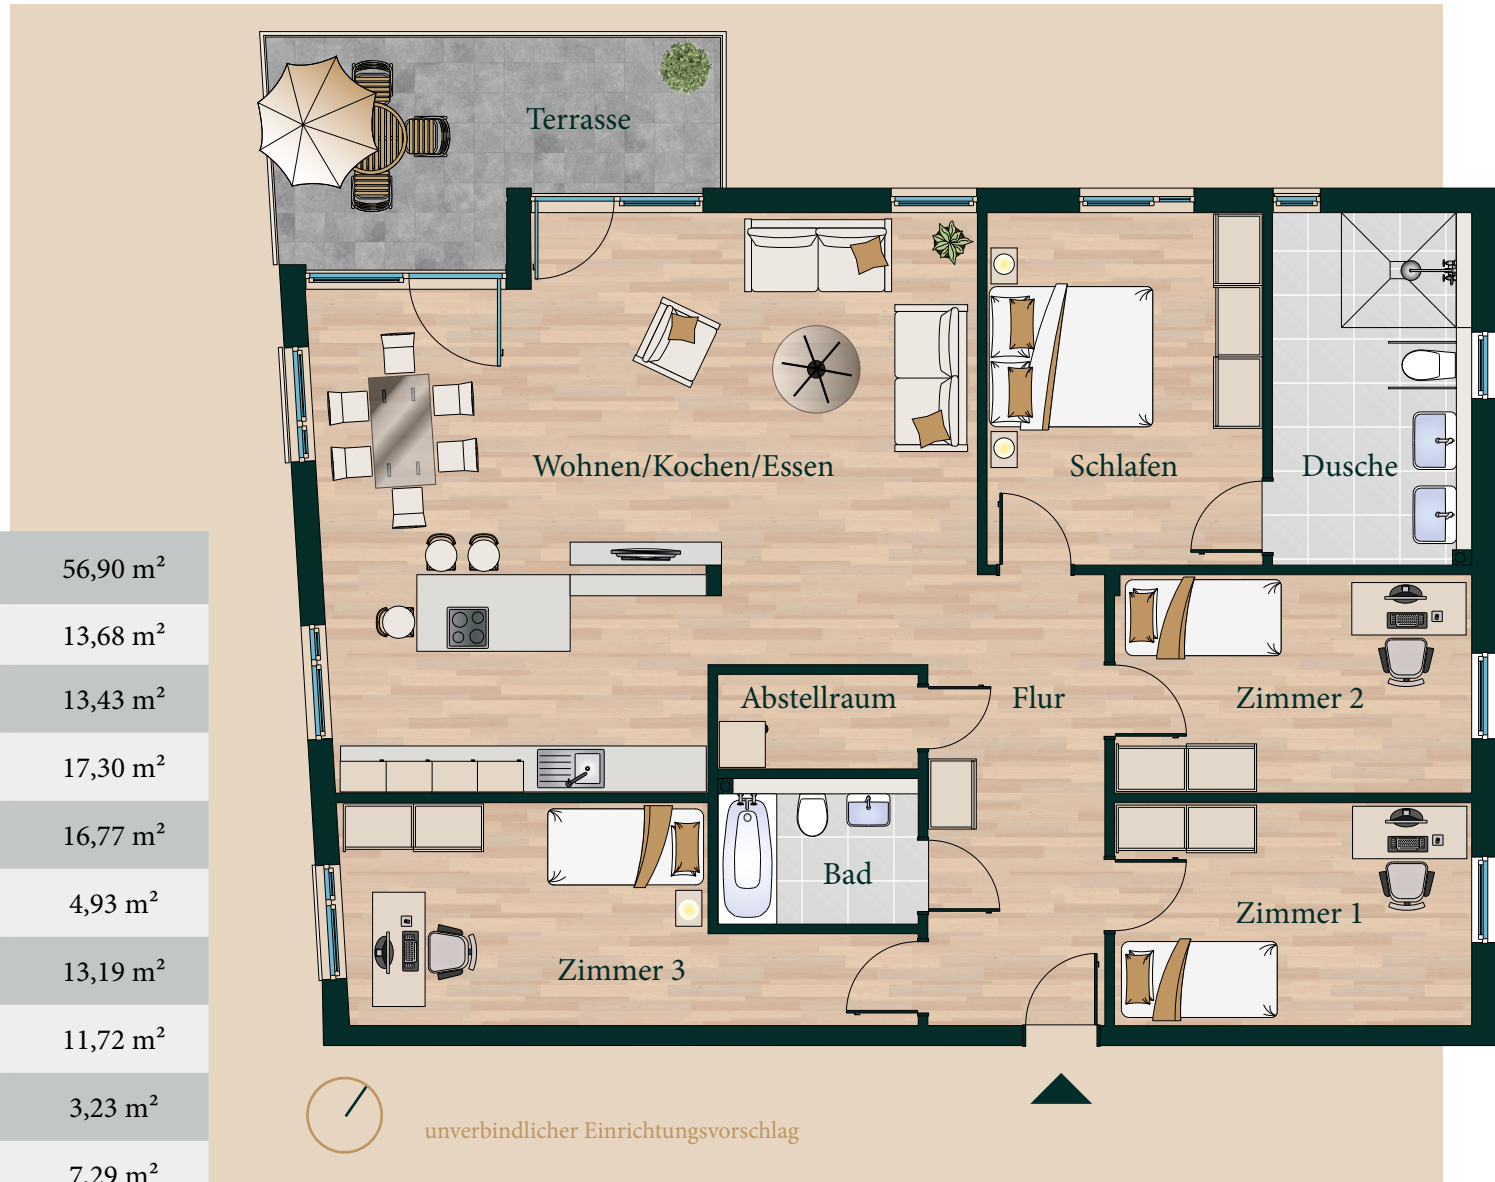 Terrasse
Wohnen/Kochen/Essen
Schlafen
Dusche
Abstellraum
Flur
Zimmer 2
Bad
Zimmer 1
Zimmer 3
56,90 m²
13,68 m²
13,43 m²
17,30 m²
16,77 m²
4,93 m²
13,19 m²
11,72 m²
3,23 m²
7,29 m²
unverbindlicher Einrichtungsvorschlag